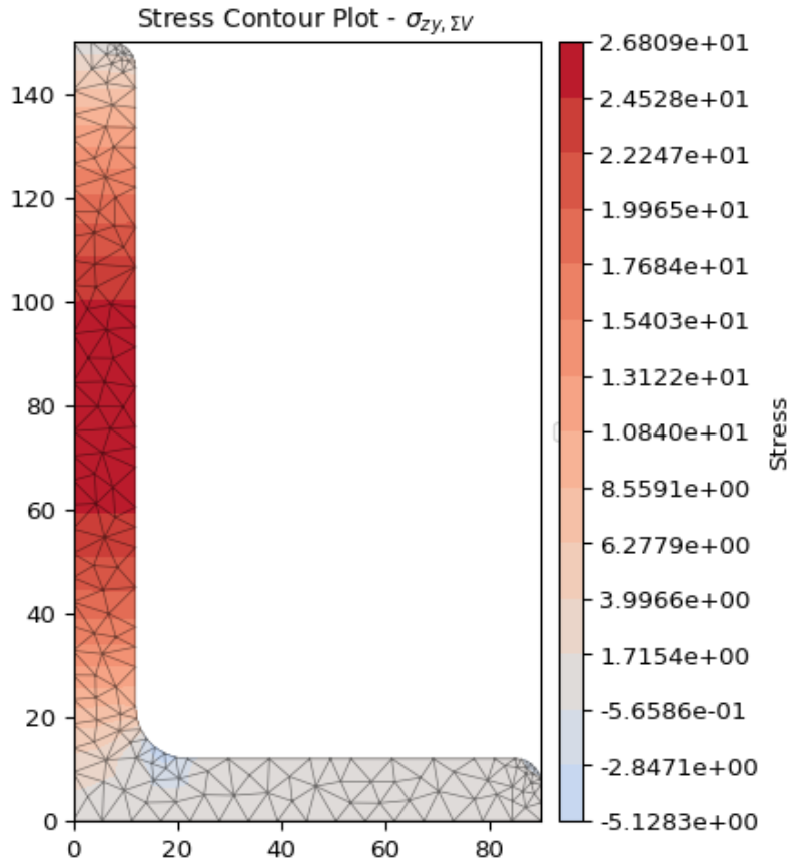 Stress Contour Plot - σzy,ΣV
140
120
100
80
60
40
20
0
0 20 40 60 80
2.6809e+01
2.4528e+01
2.2247e+01
1.9965e+01
1.7684e+01
1.5403e+01
1.3122e+01
1.0840e+01
8.5591e+00
6.2779e+00
3.9966e+00
1.7154e+00
-5.6586e-01
-2.8471e+00
-5.1283e+00
Stress